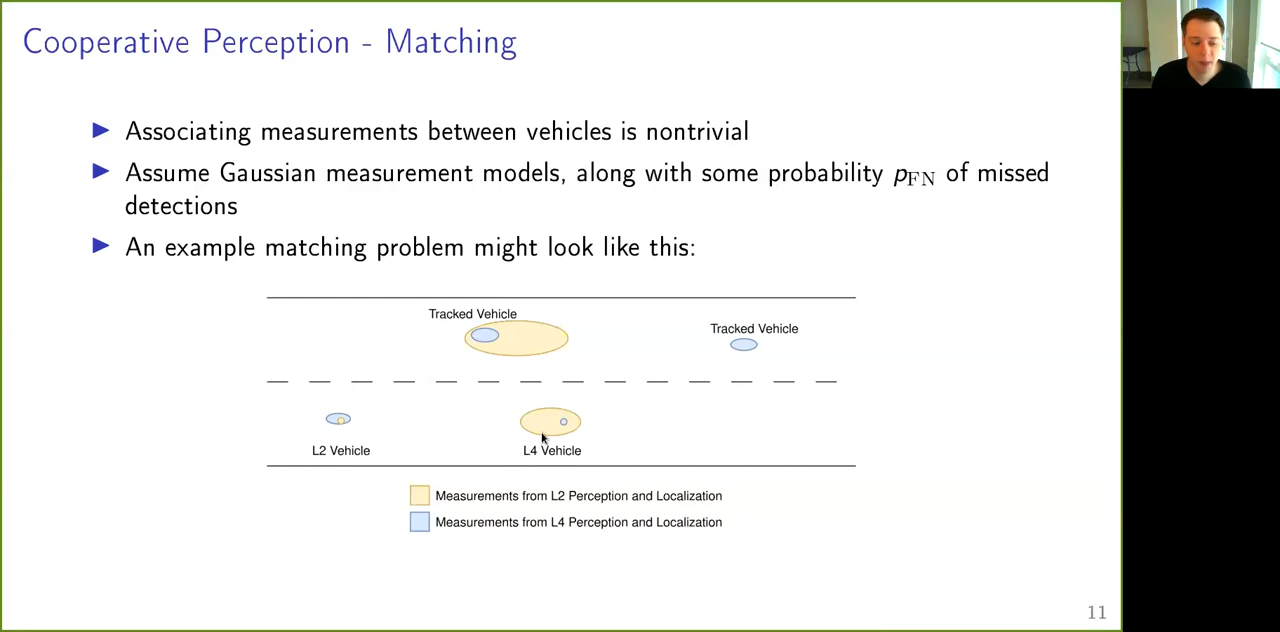 Cooperative Perception - Matching
Associating measurements between vehicles is nontrivial
Assume Gaussian measurement models, along with some probability pFN of missed
detections
An example matching problem might look like this:
Tracked Vehicle
Tracked Vehicle
L2 Vehicle
L4 Vehicle
Measurements from L2 Perception and Localization
Measurements from L4 Perception and Localization
11